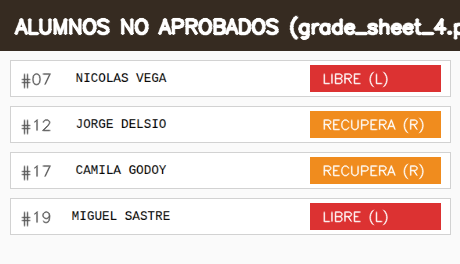 ALUMNOS NO APROBADOS (grade_sheet_4.p
#07 NICOLAS VEGA LIBRE (L)
#12 JORGE DELSIO RECUPERA (R)
#17 CAMILA GODOY RECUPERA (R)
#19 MIGUEL SASTRE LIBRE (L)